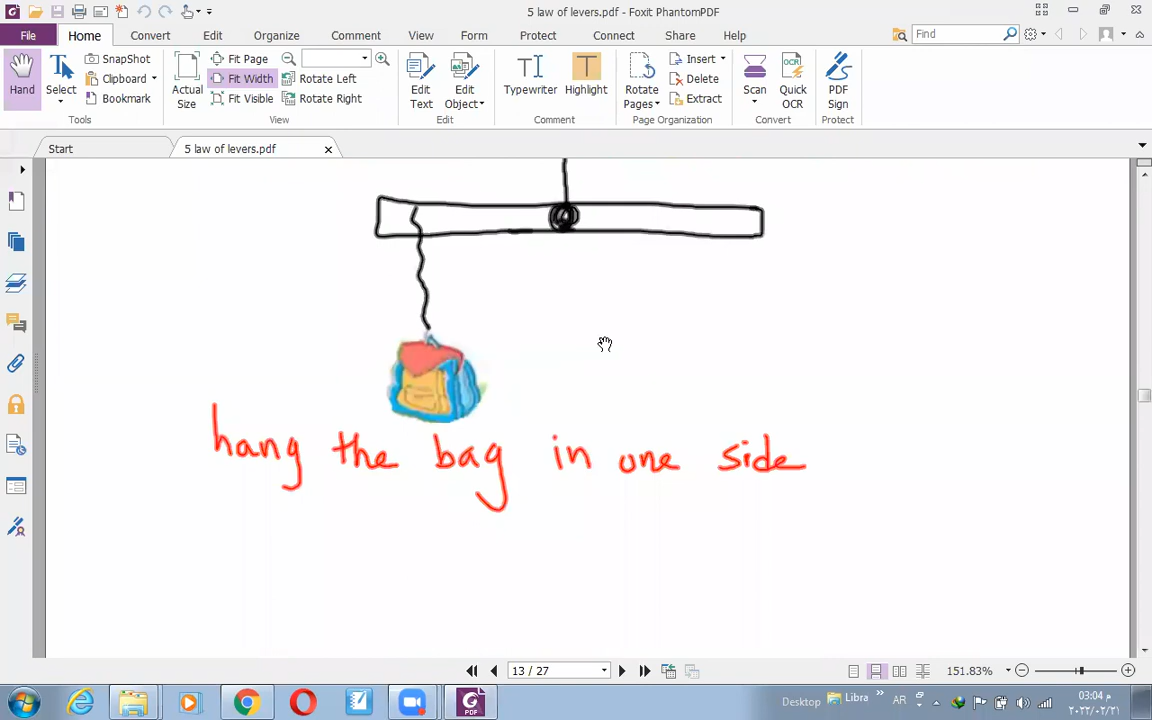 5 law of levers.pdf - Foxit PhantomPDF
File Home Convert Edit Organize Comment View Form Protect Connect Share Help Find
Hand
Select
SnapShot
Clipboard
Bookmark
Tools
Actual Size
Fit Page
Fit Width
Fit Visible
Rotate Left
Rotate Right
View
Edit Text
Edit Object
Edit
Typewriter
Highlight
Comment
Rotate Pages
Insert
Delete
Extract
Page Organization
Scan
Quick OCR
Convert
PDF Sign
Protect
Start
5 law of levers.pdf
hang the bag in one side
13 / 27
151.83%
Desktop Libra AR
03:04 م
٢٠٢٢/٠٢/٢١